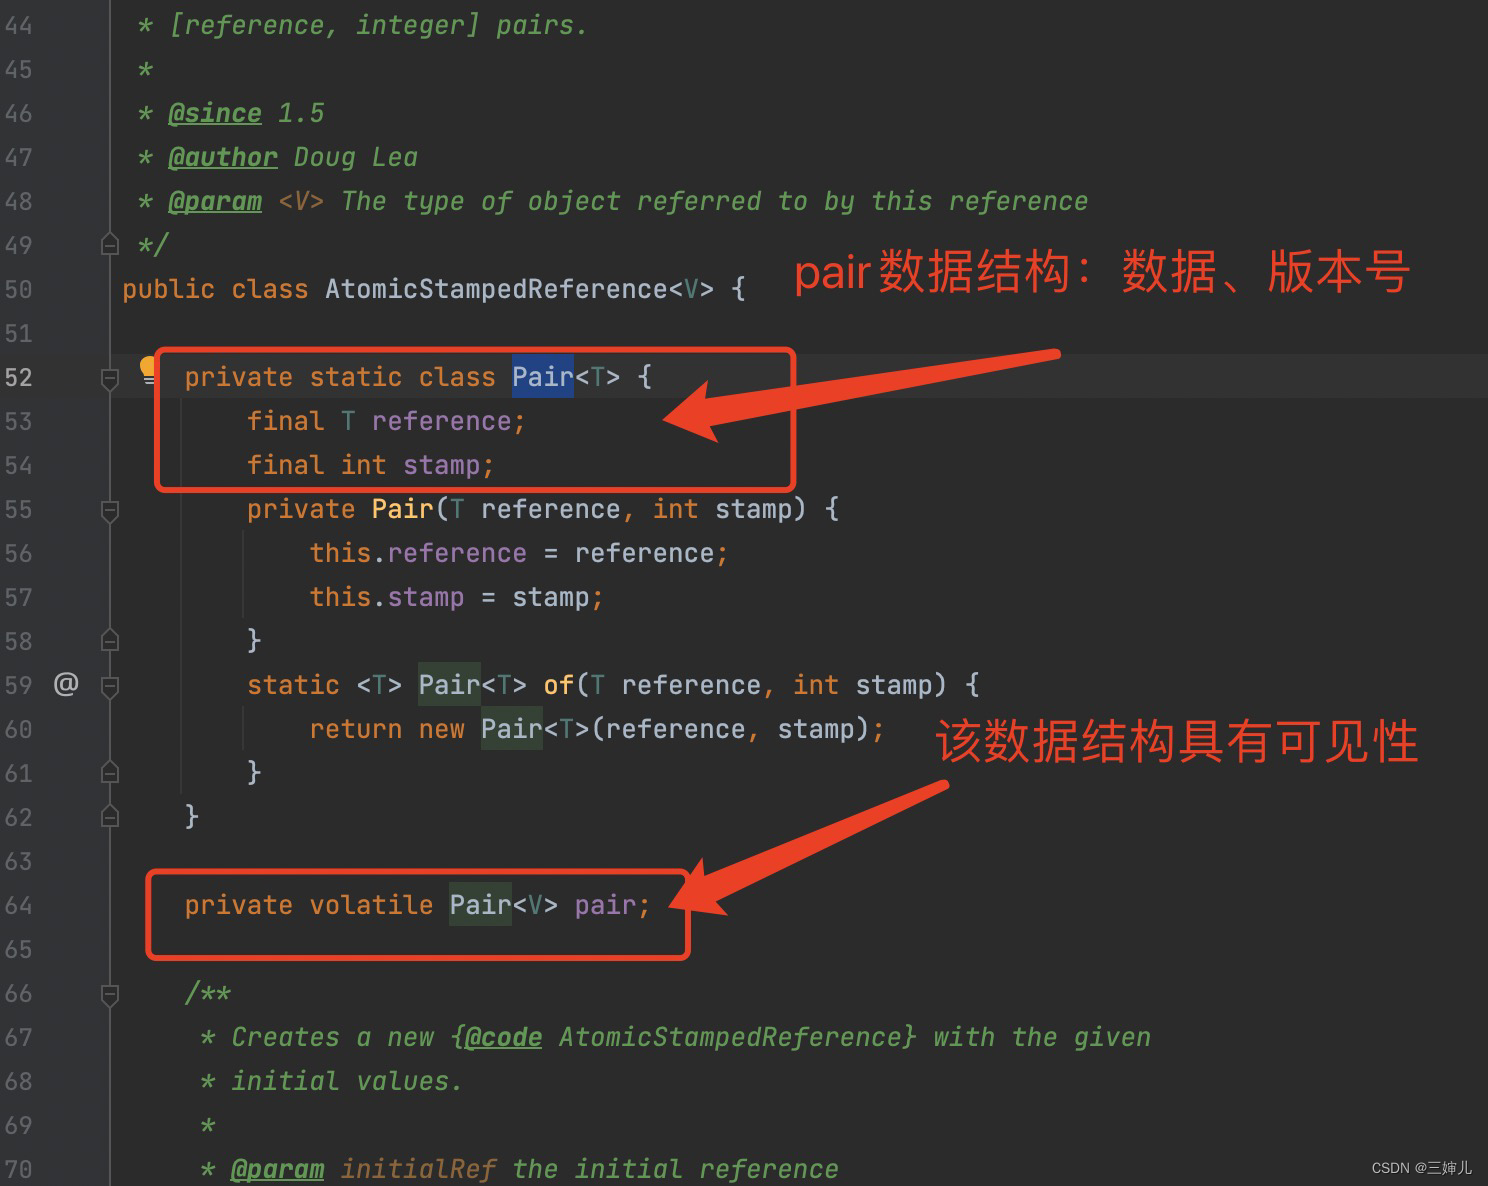 44 * [reference, integer] pairs.
45 *
46 * @since 1.5
47 * @author Doug Lea
48 * @param <V> The type of object referred to by this reference
49 */
pair数据结构：数据、版本号
50 public class AtomicStampedReference<V> {
51
52 private static class Pair<T> {
53 final T reference;
54 final int stamp;
55 private Pair(T reference, int stamp) {
56 this.reference = reference;
57 this.stamp = stamp;
58 }
59 @ static <T> Pair<T> of(T reference, int stamp) {
60 return new Pair<T>(reference, stamp);
该数据结构具有可见性
61 }
62 }
63
64 private volatile Pair<V> pair;
65
66 /**
67 * Creates a new {@code AtomicStampedReference} with the given
68 * initial values.
69 *
70 * @param initialRef the initial reference
CSDN @三婶儿